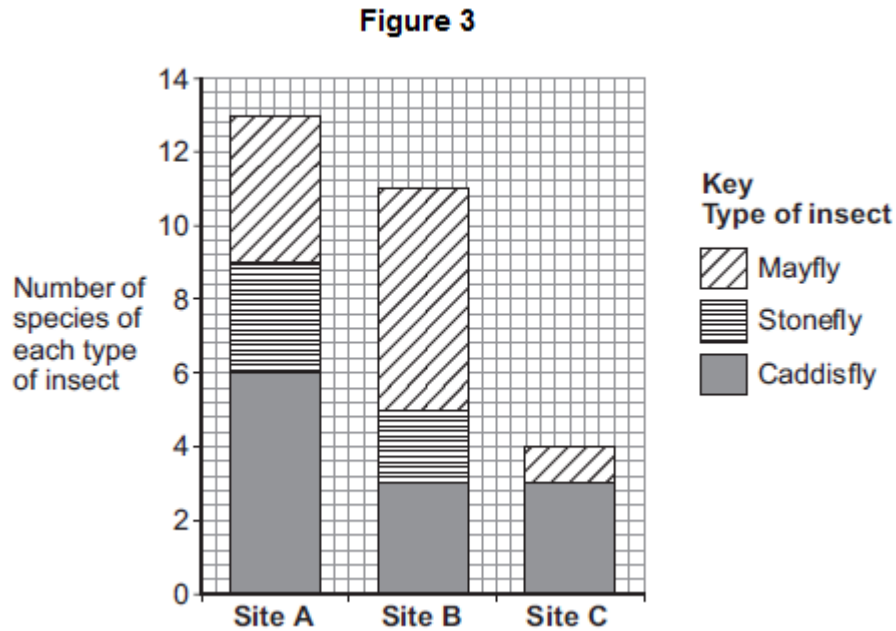 Figure 3
14
12
10
8
6
4
2
0
Number of
species of
each type
of insect
Site A
Site B
Site C
Key
Type of insect
Mayfly
Stonefly
Caddisfly